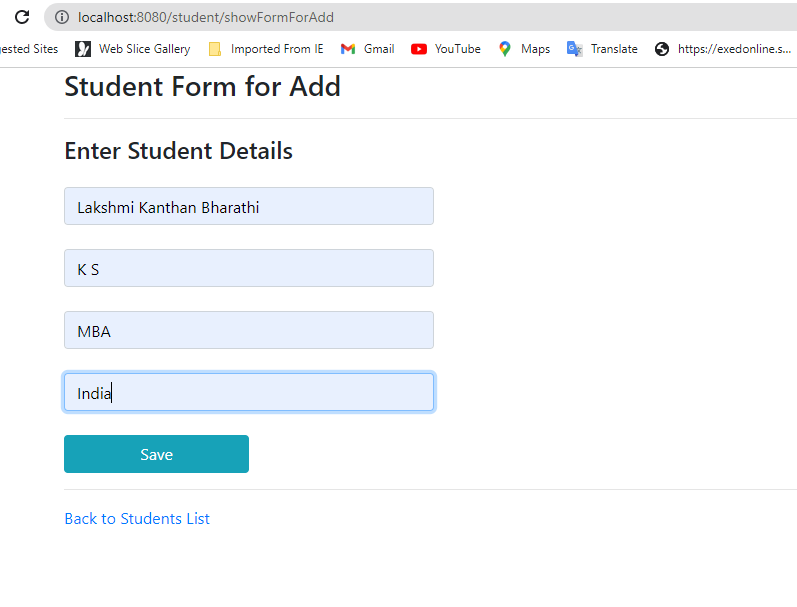 localhost:8080/student/showFormForAdd
ested Sites Web Slice Gallery Imported From IE Gmail YouTube Maps Translate https://exedonline.s...
Student Form for Add
Enter Student Details
Lakshmi Kanthan Bharathi
K S
MBA
India
Save
Back to Students List